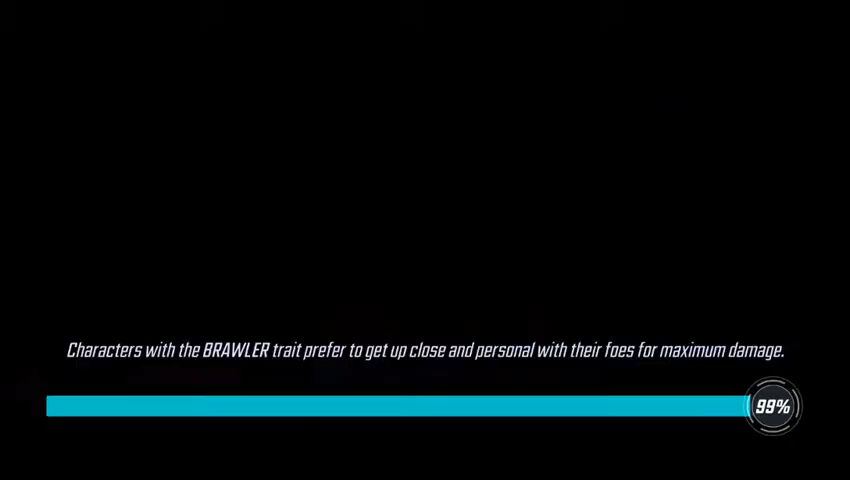 Characters with the BRAWLER trait prefer to get up close and personal with their foes for maximum damage.
99%